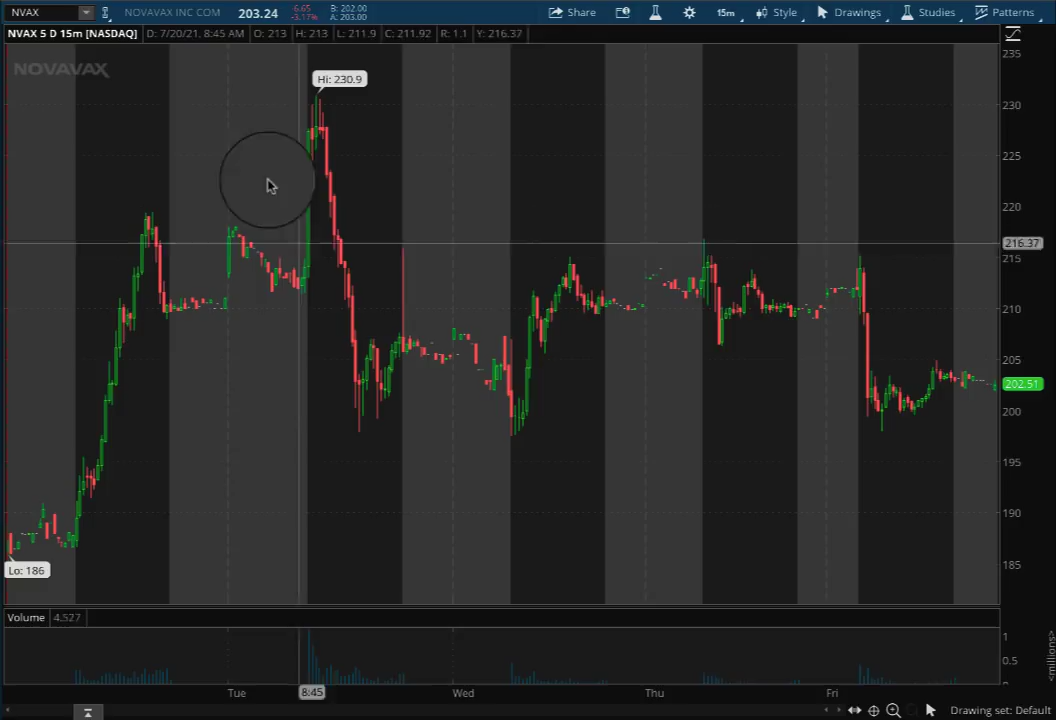 NVAX NOVAVAX INC COM 203.24 6.65 -3.17% B: 202.00 A: 203.00 Share 15m Style Drawings Studies Patterns
NVAX 5 D 15m [NASDAQ] D: 7/20/21, 8:45 AM O: 213 H: 213 L: 211.9 C: 211.92 R: 1.1 Y: 216.37
NOVAVAX
Hi: 230.9
235
230
225
220
216.37
215
210
205
202.51
200
195
190
185
Lo: 186
Volume 4.527
1
0.5
0
<millions>
Tue 8:45 Wed Thu Fri
Drawing set: Default